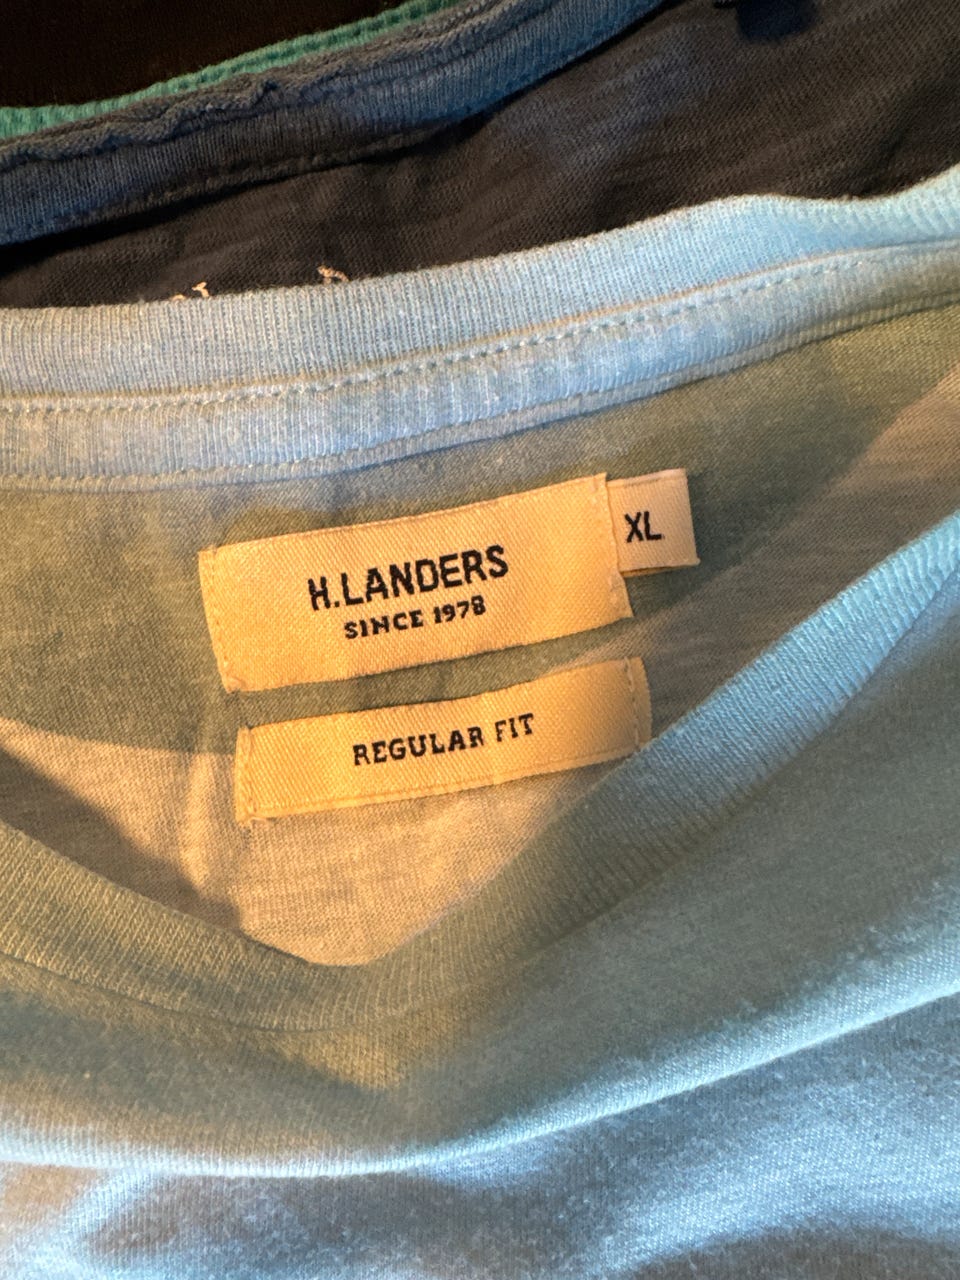 H.LANDERS
SINCE 1978
XL
REGULAR FIT